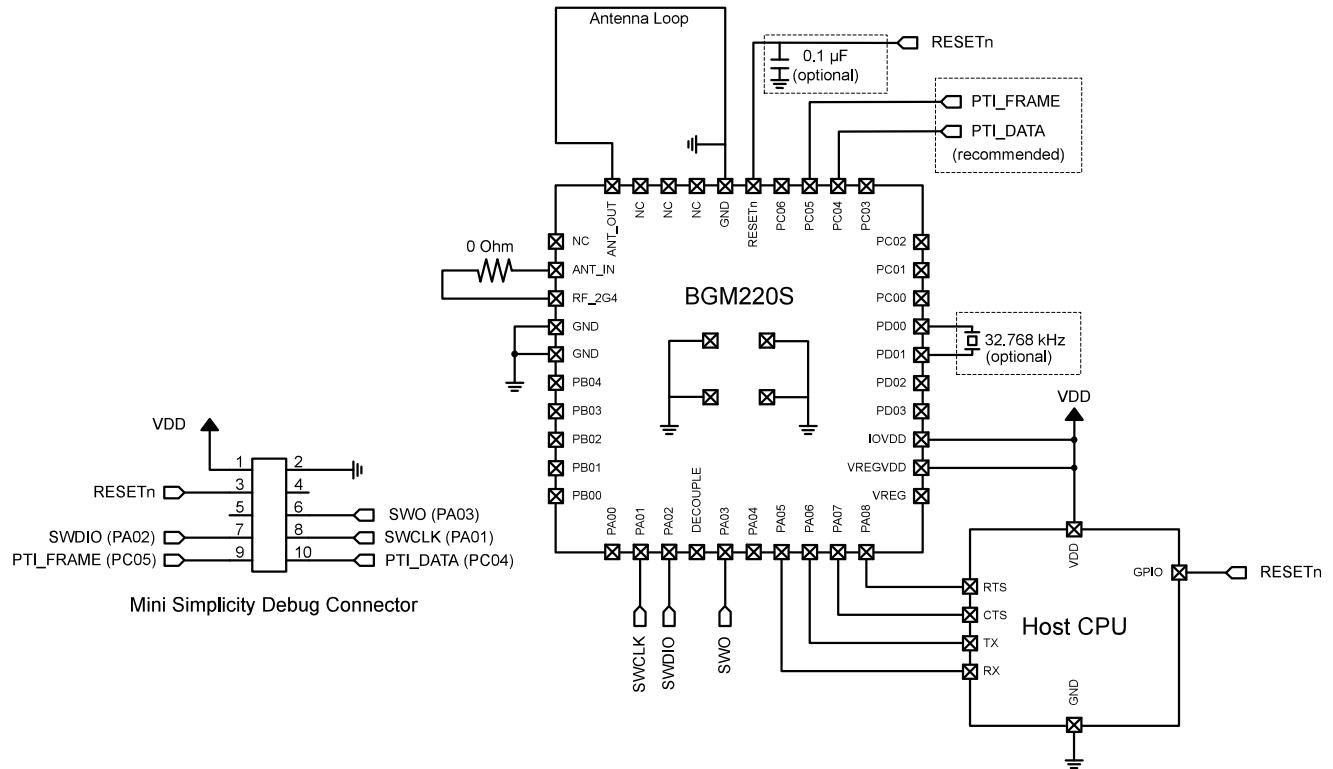 Antenna Loop
RESETn
0.1 µF
(optional)
PTI_FRAME
PTI_DATA
(recommended)
ANT_OUT
NC
NC
NC
GND
RESETn
PC06
PC05
PC04
PC03
NC
ANT_IN
RF_2G4
GND
GND
PB04
PB03
PB02
PB01
PB00
0 Ohm
BGM220S
PC02
PC01
PC00
PD00
PD01
PD02
PD03
IOVDD
VREGVDD
VREG
32.768 kHz
(optional)
VDD
PA00
PA01
PA02
DECOUPLE
PA03
PA04
PA05
PA06
PA07
PA08
SWCLK
SWDIO
SWO
VDD
1
2
RESETn
3
4
5
6
SWO (PA03)
SWDIO (PA02)
7
8
SWCLK (PA01)
PTI_FRAME (PC05)
9
10
PTI_DATA (PC04)
Mini Simplicity Debug Connector
VDD
GPIO
RESETn
RTS
CTS
TX
RX
Host CPU
GND